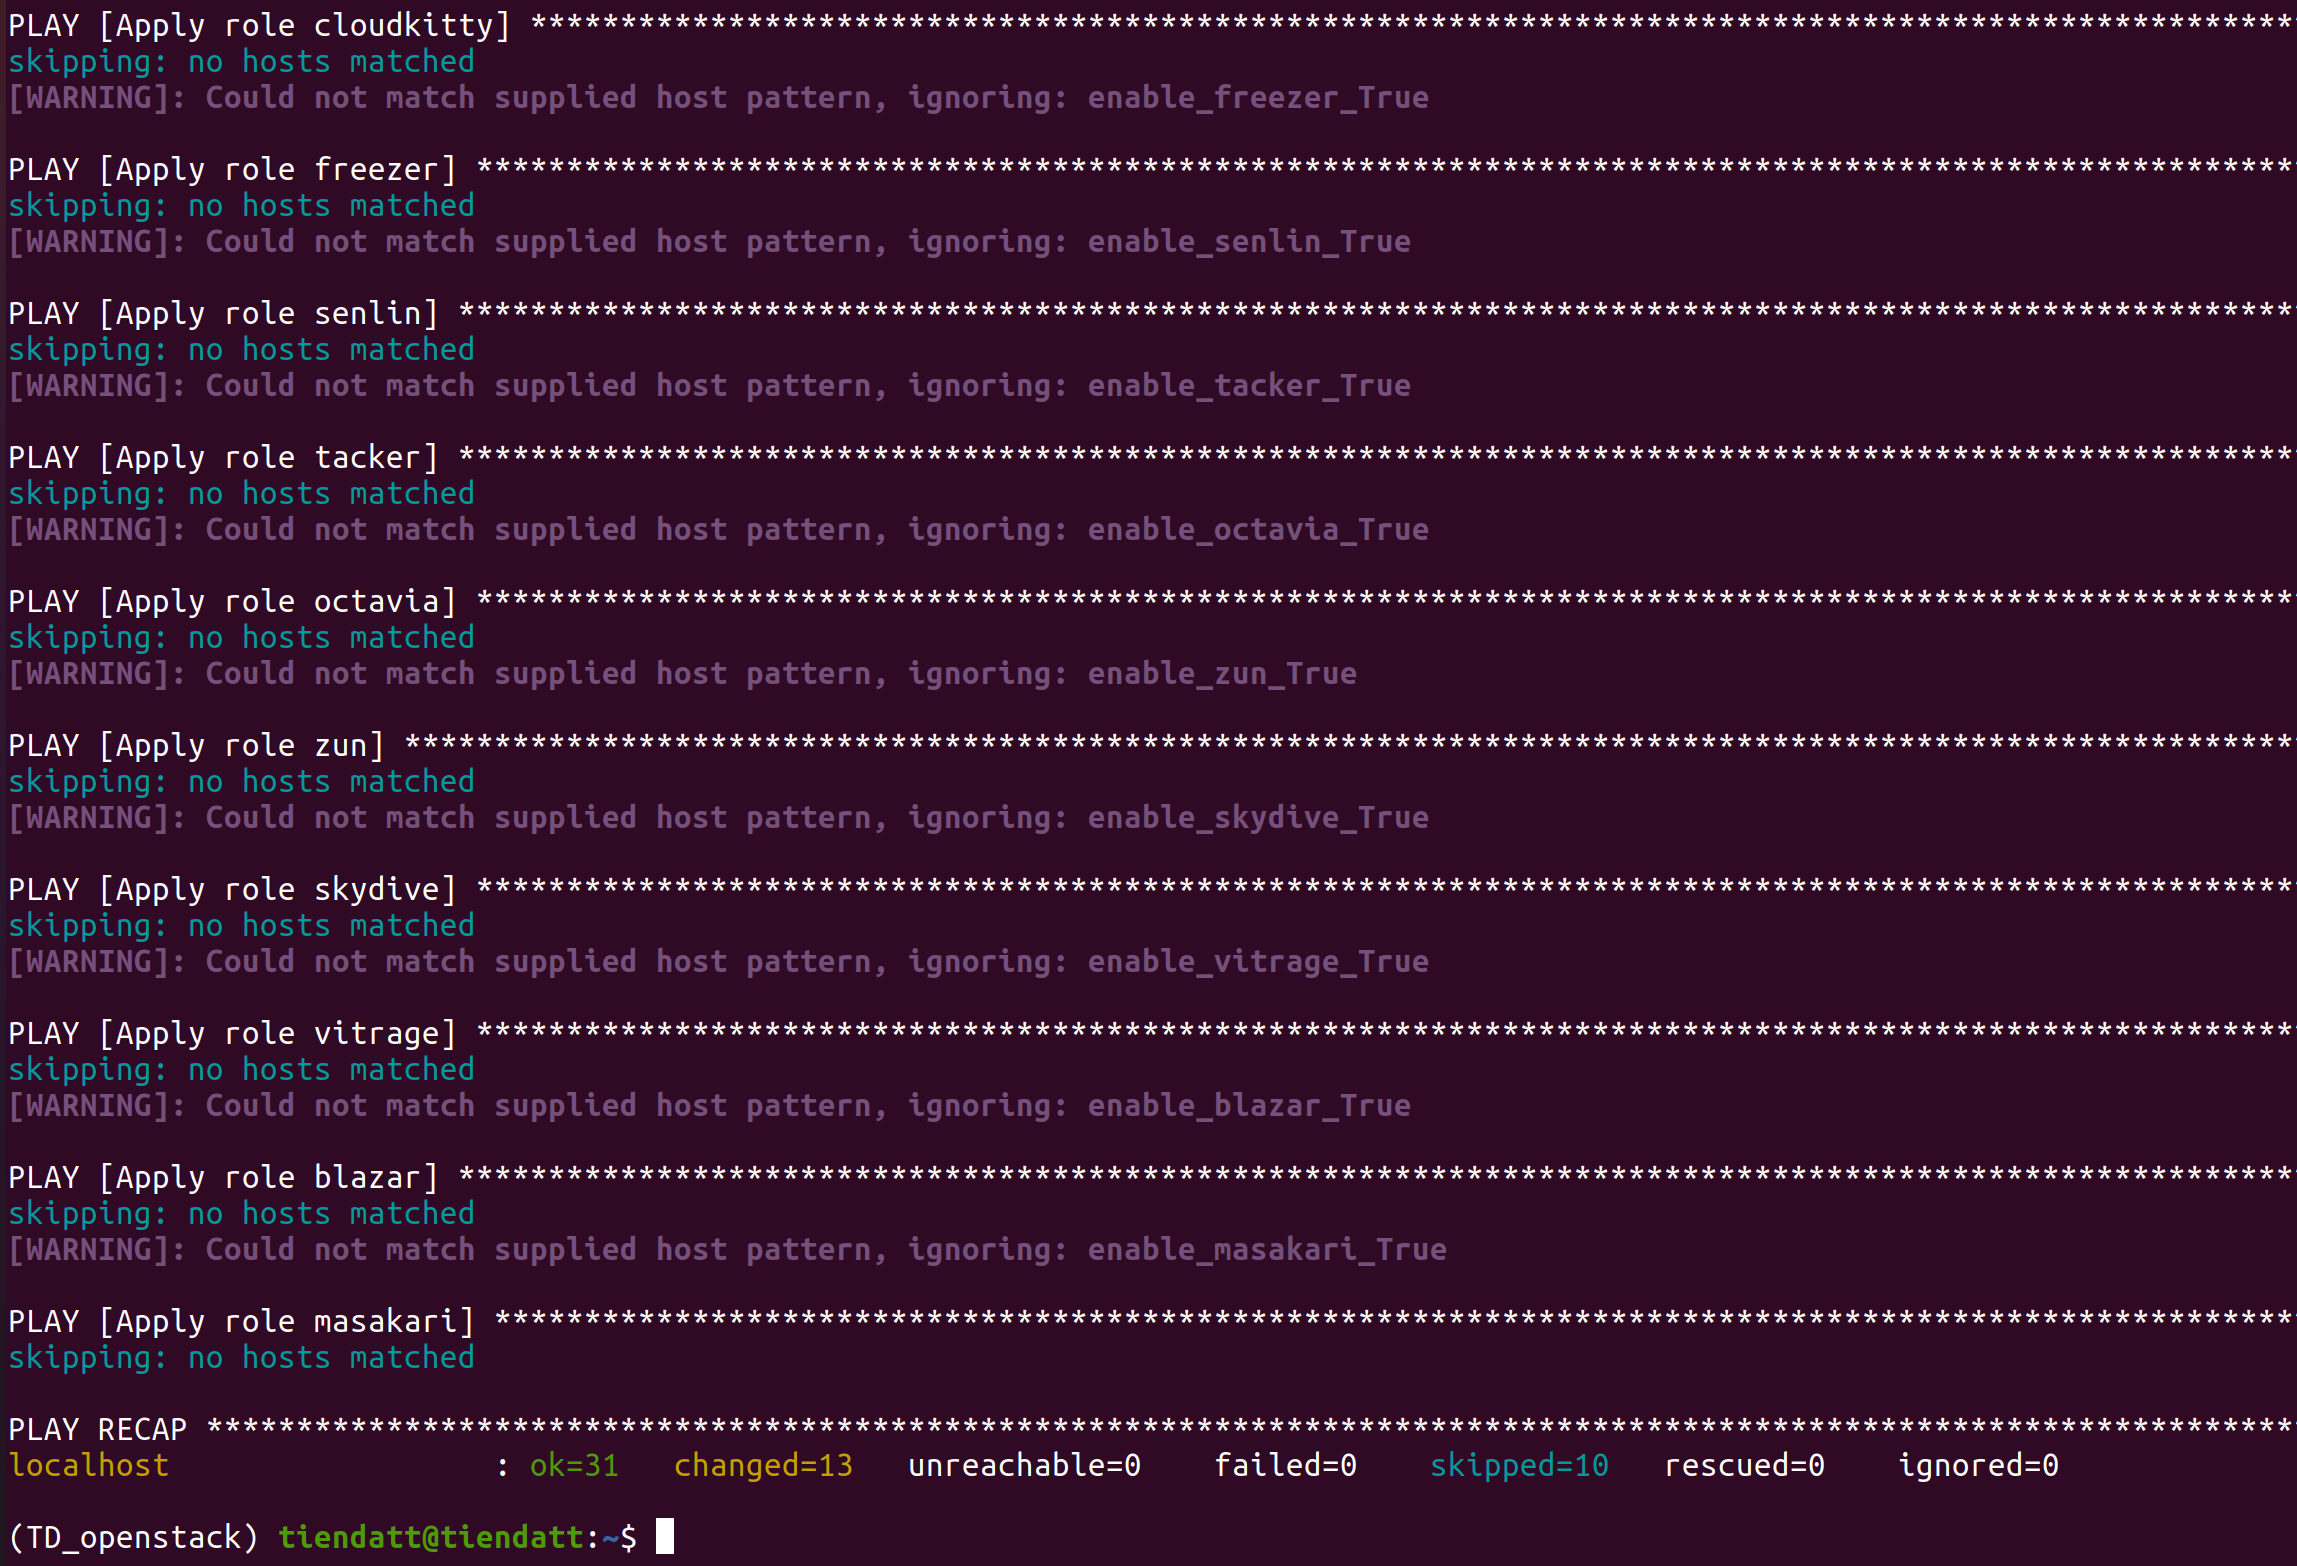 PLAY [Apply role cloudkitty] *****************************************************************************************************
skipping: no hosts matched
[WARNING]: Could not match supplied host pattern, ignoring: enable_freezer_True
PLAY [Apply role freezer] ********************************************************************************************************
skipping: no hosts matched
[WARNING]: Could not match supplied host pattern, ignoring: enable_senlin_True
PLAY [Apply role senlin] *********************************************************************************************************
skipping: no hosts matched
[WARNING]: Could not match supplied host pattern, ignoring: enable_tacker_True
PLAY [Apply role tacker] *********************************************************************************************************
skipping: no hosts matched
[WARNING]: Could not match supplied host pattern, ignoring: enable_octavia_True
PLAY [Apply role octavia] ********************************************************************************************************
skipping: no hosts matched
[WARNING]: Could not match supplied host pattern, ignoring: enable_zun_True
PLAY [Apply role zun] ************************************************************************************************************
skipping: no hosts matched
[WARNING]: Could not match supplied host pattern, ignoring: enable_skydive_True
PLAY [Apply role skydive] ********************************************************************************************************
skipping: no hosts matched
[WARNING]: Could not match supplied host pattern, ignoring: enable_vitrage_True
PLAY [Apply role vitrage] ********************************************************************************************************
skipping: no hosts matched
[WARNING]: Could not match supplied host pattern, ignoring: enable_blazar_True
PLAY [Apply role blazar] *********************************************************************************************************
skipping: no hosts matched
[WARNING]: Could not match supplied host pattern, ignoring: enable_masakari_True
PLAY [Apply role masakari] *******************************************************************************************************
skipping: no hosts matched
PLAY RECAP ***********************************************************************************************************************
localhost                  : ok=31   changed=13   unreachable=0    failed=0    skipped=10   rescued=0    ignored=0
(TD_openstack) tiendatt@tiendatt:~$